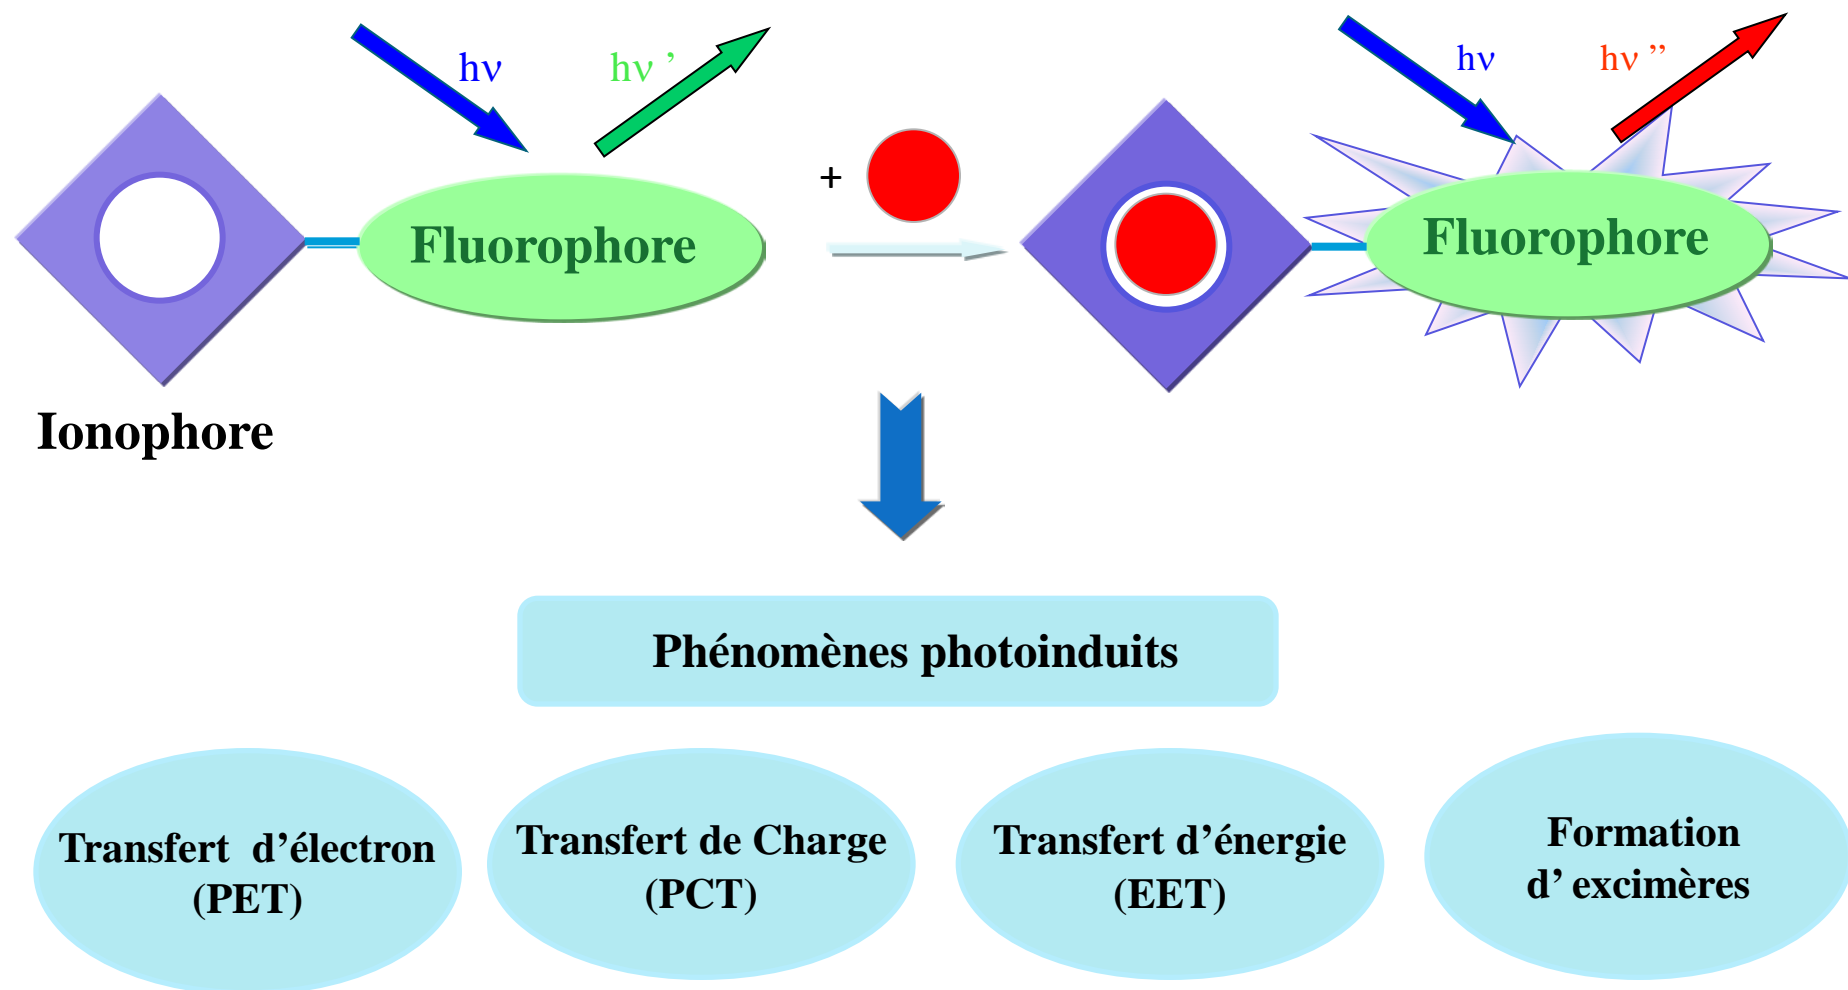 hν
hν ’
hν
hν ”
+
Fluorophore
Fluorophore
Ionophore
Phénomènes photoinduits
Transfert d’électron
(PET)
Transfert de Charge
(PCT)
Transfert d’énergie
(EET)
Formation
d’ excimères